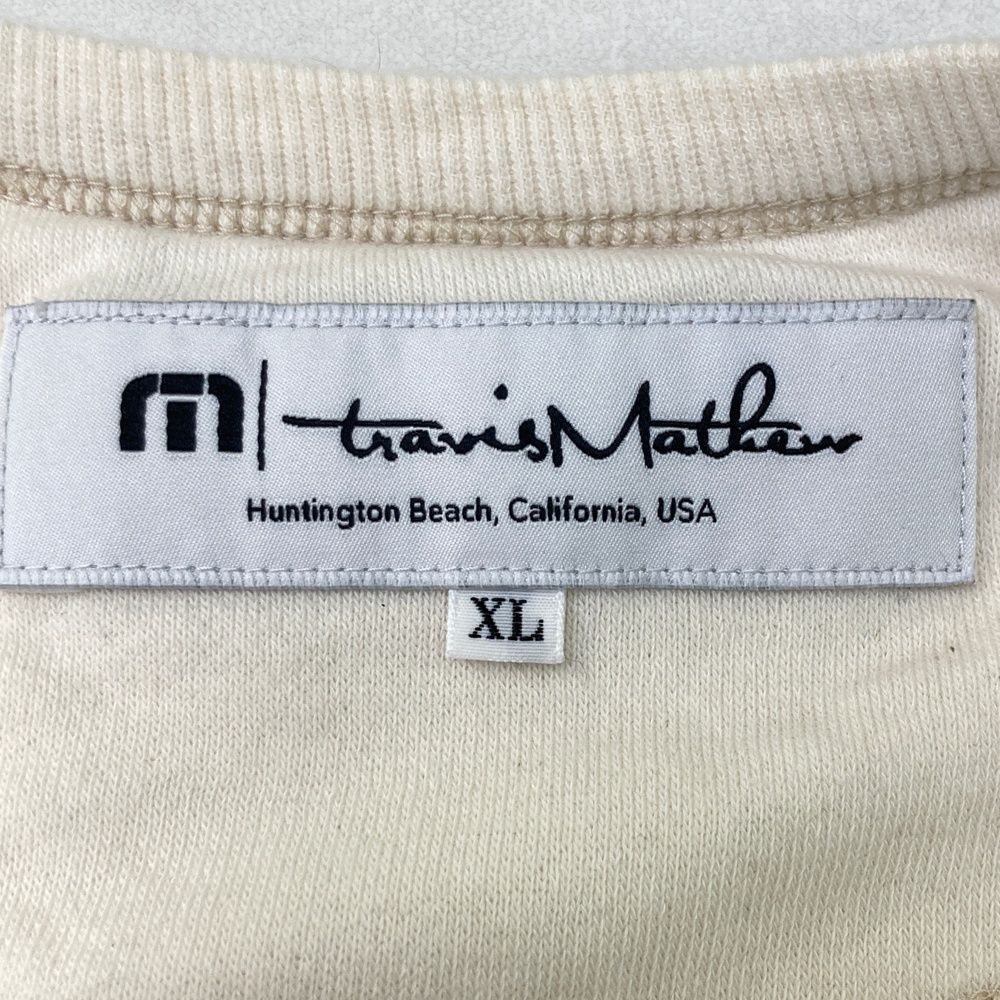 travisMathew
Huntington Beach, California, USA
XL